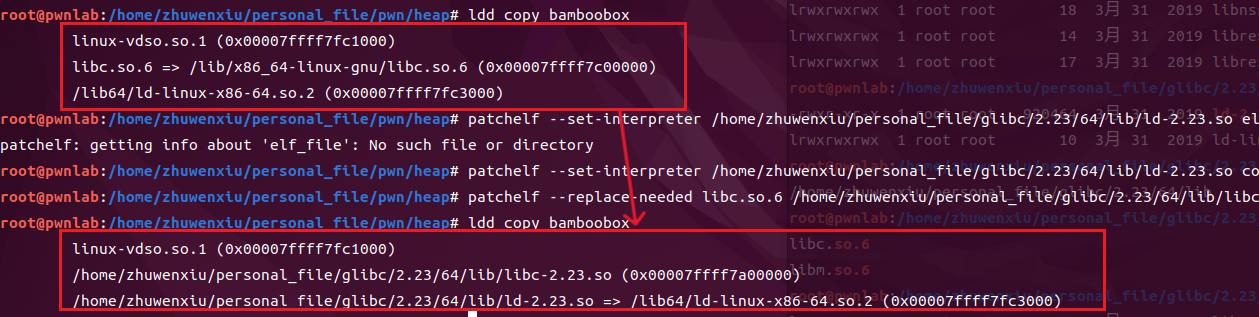 root@pwnlab:/home/zhuwenxiu/personal_file/pwn/heap# ldd copy bamboobox
linux-vdso.so.1 (0x00007ffff7fc1000)
libc.so.6 => /lib/x86_64-linux-gnu/libc.so.6 (0x00007ffff7c00000)
/lib64/ld-linux-x86-64.so.2 (0x00007ffff7fc3000)
root@pwnlab:/home/zhuwenxiu/personal_file/pwn/heap# patchelf --set-interpreter /home/zhuwenxiu/personal_file/glibc/2.23/64/lib/ld-2.23.so el
patchelf: getting info about 'elf_file': No such file or directory
root@pwnlab:/home/zhuwenxiu/personal_file/pwn/heap# patchelf --set-interpreter /home/zhuwenxiu/personal_file/glibc/2.23/64/lib/ld-2.23.so co
root@pwnlab:/home/zhuwenxiu/personal_file/pwn/heap# patchelf --replace-needed libc.so.6 /home/zhuwenxiu/personal_file/glibc/2.23/64/lib/libc
root@pwnlab:/home/zhuwenxiu/personal_file/pwn/heap# ldd copy bamboobox
linux-vdso.so.1 (0x00007ffff7fc1000)
/home/zhuwenxiu/personal_file/glibc/2.23/64/lib/libc-2.23.so (0x00007ffff7a00000)
/home/zhuwenxiu/personal_file/glibc/2.23/64/lib/ld-2.23.so => /lib64/ld-linux-x86-64.so.2 (0x00007ffff7fc3000)
lrwxrwxrwx 1 root root 18 3月 31 2019 libns
lrwxrwxrwx 1 root root 14 3月 31 2019 libre
lrwxrwxrwx 1 root root 17 3月 31 2019 libre
root@pwnlab:/home/zhuwenxiu/personal_file/glibc/2.23
lrwxrwxrwx 1 root root 10 3月 31 2019 ld-li
libc.so.6
libm.so.6